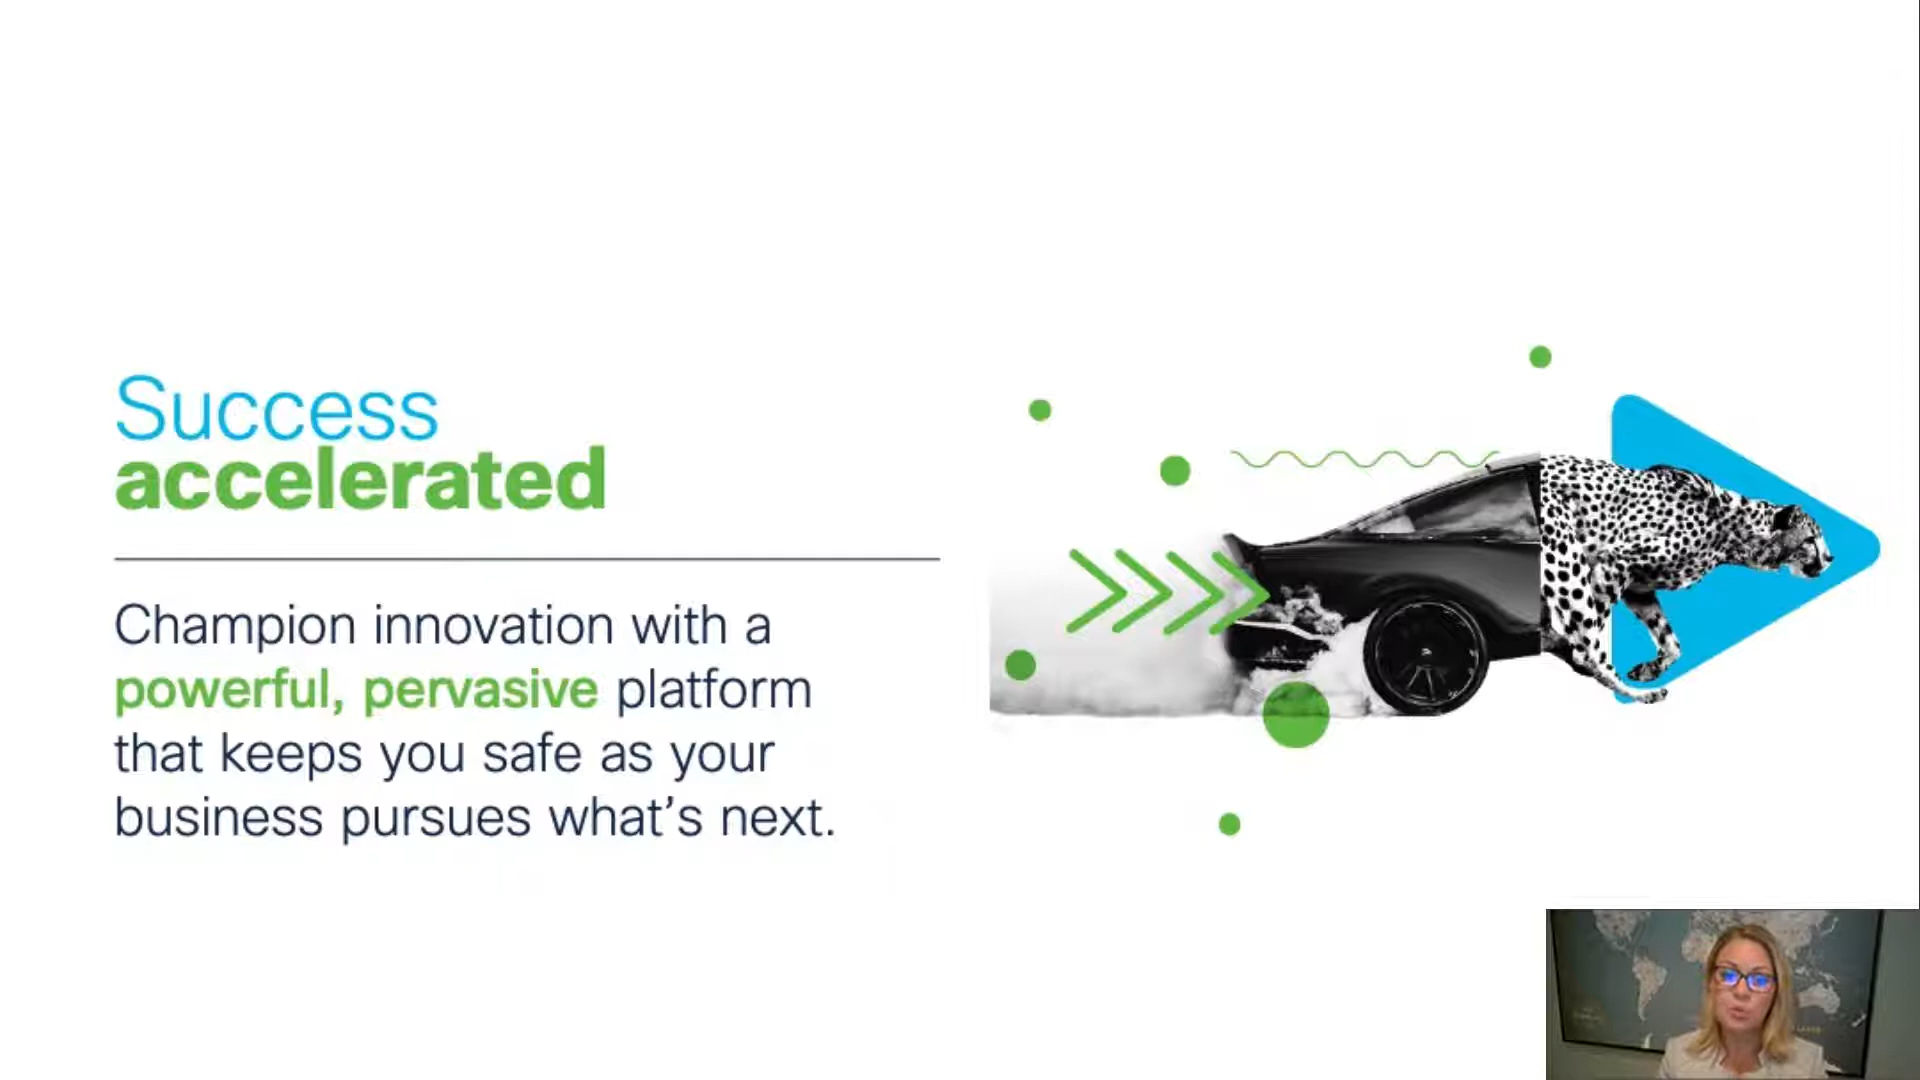 Success
accelerated
Champion innovation with a
powerful, pervasive platform
that keeps you safe as your
business pursues what's next.